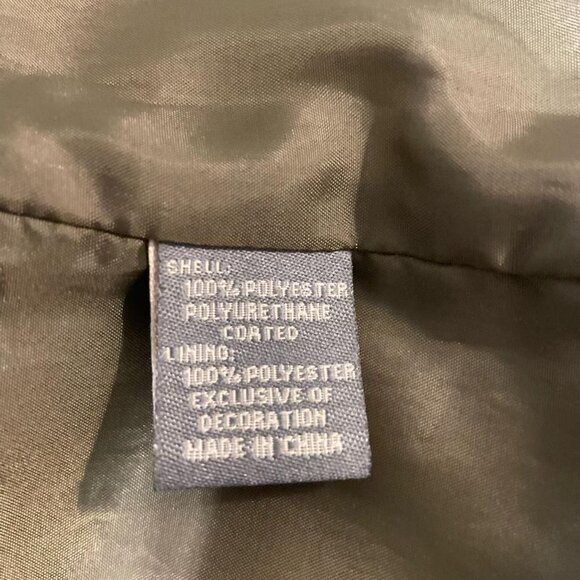 SHELL:
100% POLYESTER
POLYURETHANE
COATED
LINING:
100% POLYESTER
EXCLUSIVE OF
DECORATION
MADE IN CHINA